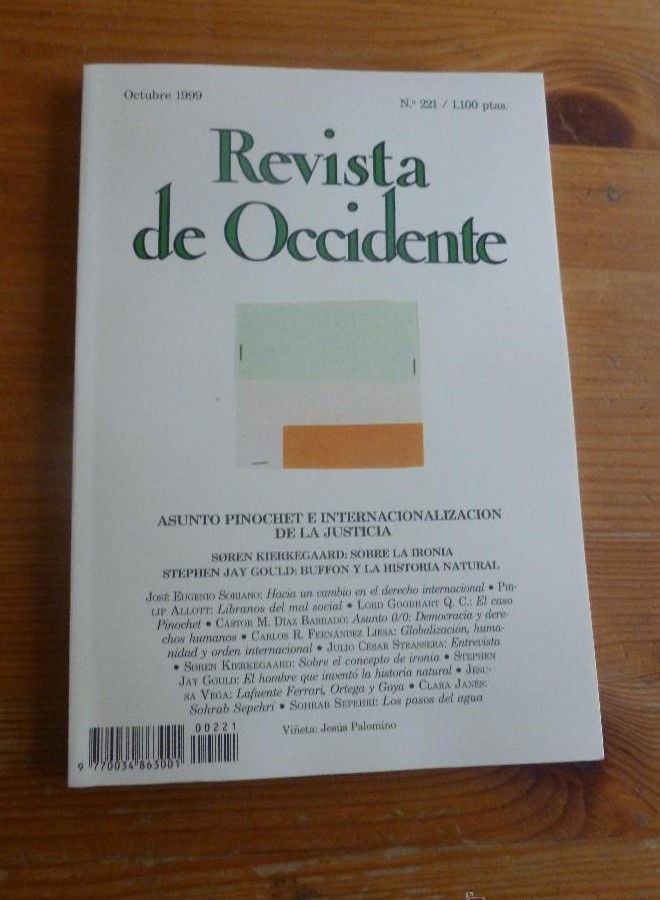 Octubre 1999
N.º 221 / 1.100 ptas.
Revista
de Occidente
ASUNTO PINOCHET E INTERNACIONALIZACION
DE LA JUSTICIA
SØREN KIERKEGAARD: SOBRE LA IRONIA
STEPHEN JAY GOULD: BUFFON Y LA HISTORIA NATURAL
JOSÉ EUGENIO SORIANO: Hacia un cambio en el derecho internacional • PHI-
LIP ALLOTT: Líbranos del mal social • LORD GOODHART Q. C.: El caso
Pinochet • CASTOR M. DÍAZ BARRADO: Asunto 0/0: Democracia y dere-
chos humanos • CARLOS R. FERNÁNDEZ LIESA: Globalización, huma-
nidad y orden internacional • JULIO CÉSAR STRASSERA: Entrevista
• SØREN KIERKEGAARD: Sobre el concepto de ironía • STEPHEN
JAY GOULD: El hombre que inventó la historia natural • JESU-
SA VEGA: Lafuente Ferrari, Ortega y Goya • CLARA JANÉS:
Sohrab Sepehrí • SOHRAB SEPEHRÍ: Los pasos del agua
Viñeta: Jesús Palomino
00221
9 770034 863001